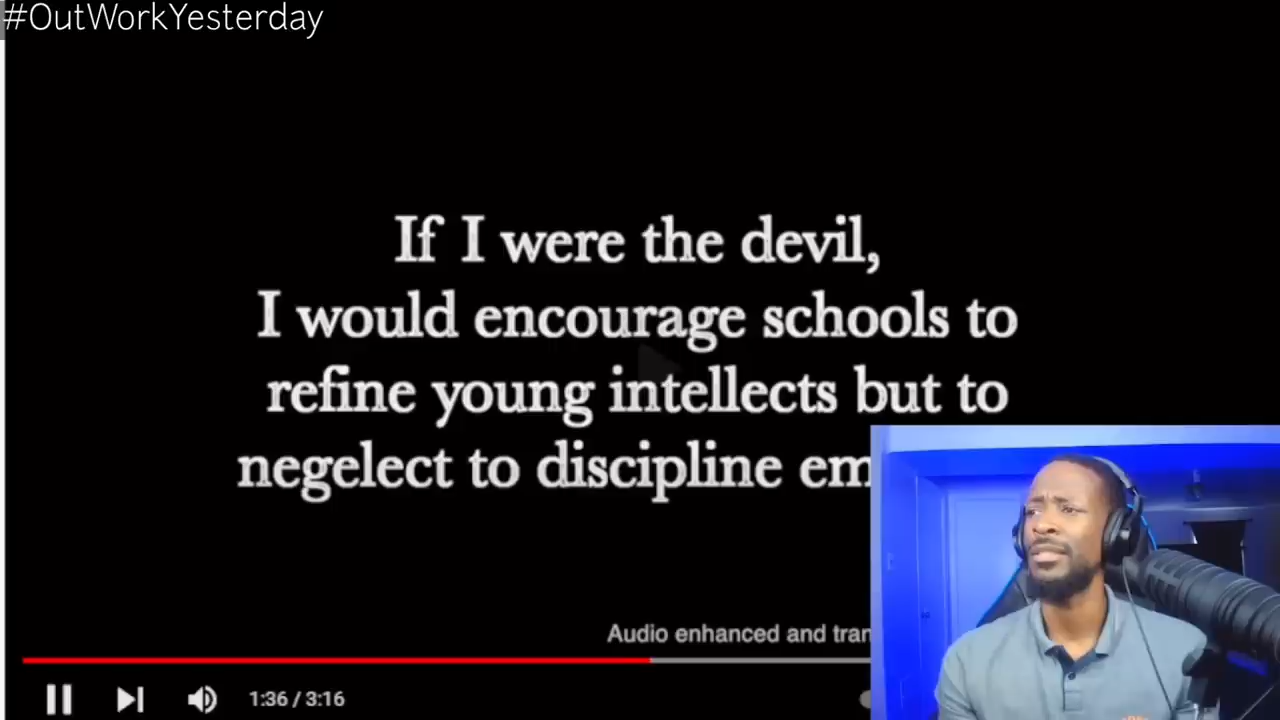 #OutWorkYesterday
If I were the devil,
I would encourage schools to
refine young intellects but to
negelect to discipline
Audio enhanced and
1:36 / 3:16